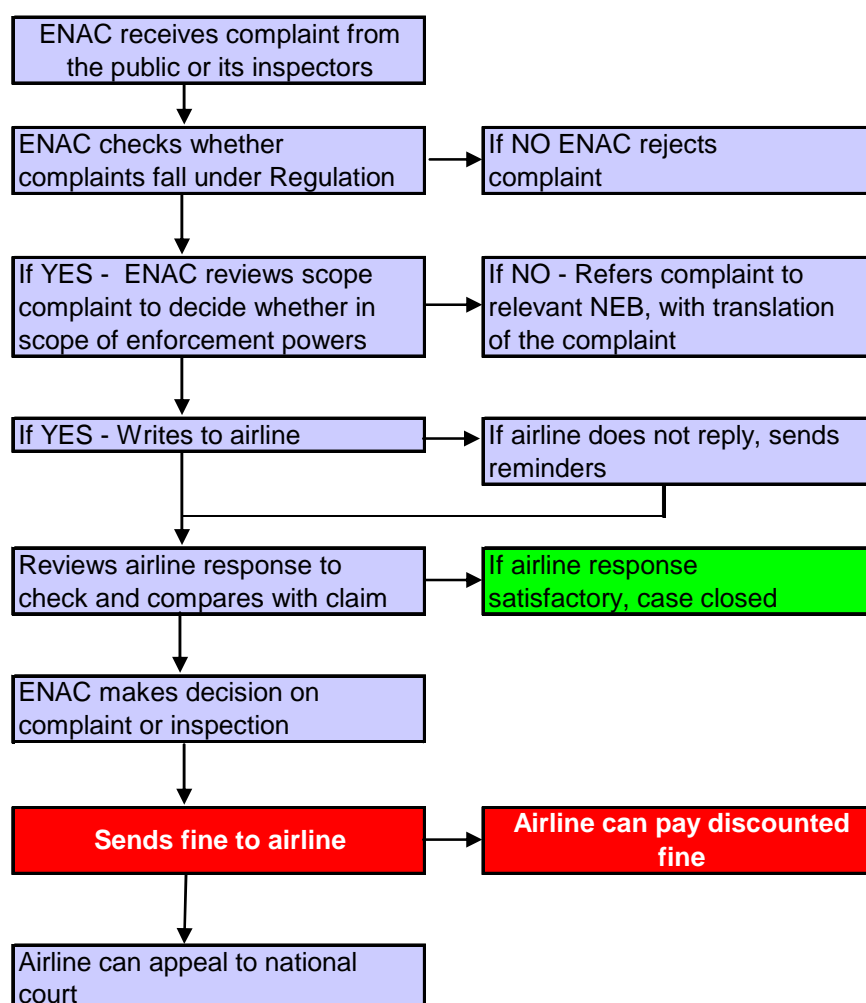 ENAC receives complaint from
the public or its inspectors
ENAC checks whether
complaints fall under Regulation
If NO ENAC rejects
complaint
If YES - ENAC reviews scope
complaint to decide whether in
scope of enforcement powers
If NO - Refers complaint to
relevant NEB, with translation
of the complaint
If YES - Writes to airline
If airline does not reply, sends
reminders
Reviews airline response to
check and compares with claim
If airline response
satisfactory, case closed
ENAC makes decision on
complaint or inspection
Sends fine to airline
Airline can pay discounted
fine
Airline can appeal to national
court